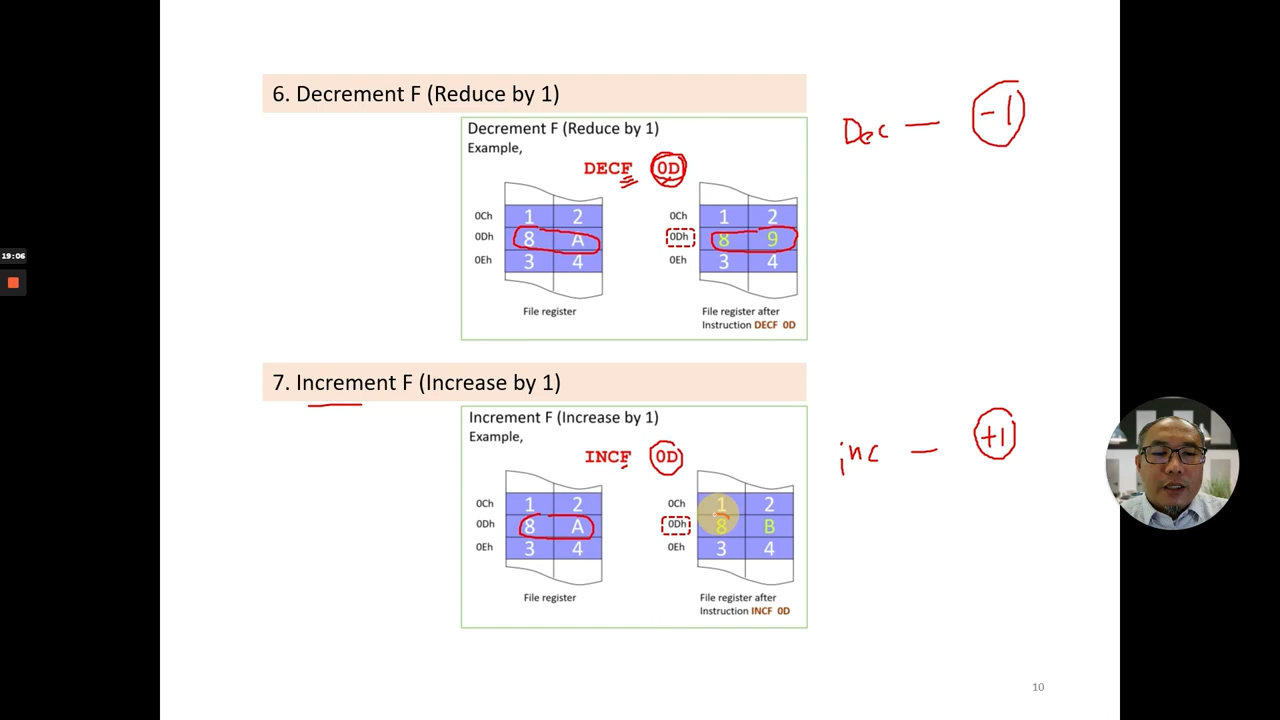 6. Decrement F (Reduce by 1)
Dec — -1
Decrement F (Reduce by 1)
Example,
DECF 0D
0Ch 1 2
0Dh 8 A
0Eh 3 4
File register
0Ch 1 2
0Dh 8 9
0Eh 3 4
File register after
Instruction DECF 0D
19:06
7. Increment F (Increase by 1)
inc — +1
Increment F (Increase by 1)
Example,
INCF 0D
0Ch 1 2
0Dh 8 A
0Eh 3 4
File register
0Ch 1 2
0Dh 8 B
0Eh 3 4
File register after
Instruction INCF 0D
10